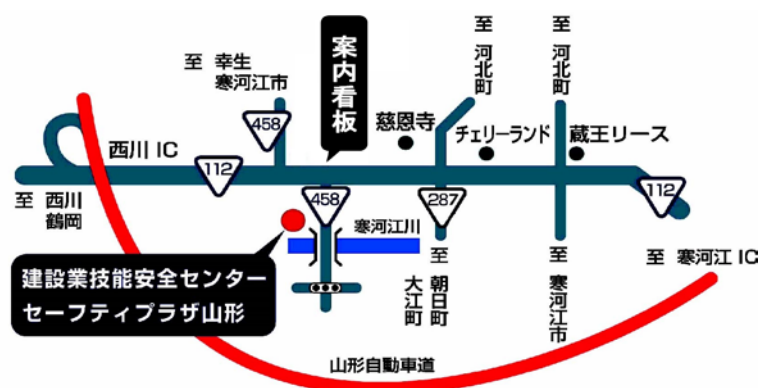 至 幸生
寒河江市
458
案内看板
至 河北町
至 河北町
慈恩寺
チェリーランド
蔵王リース
西川 IC
112
458
287
112
至 西川
鶴岡
寒河江川
至 朝日町
大江町
至 寒河江市
至 寒河江 IC
建設業技能安全センター
セーフティプラザ山形
山形自動車道